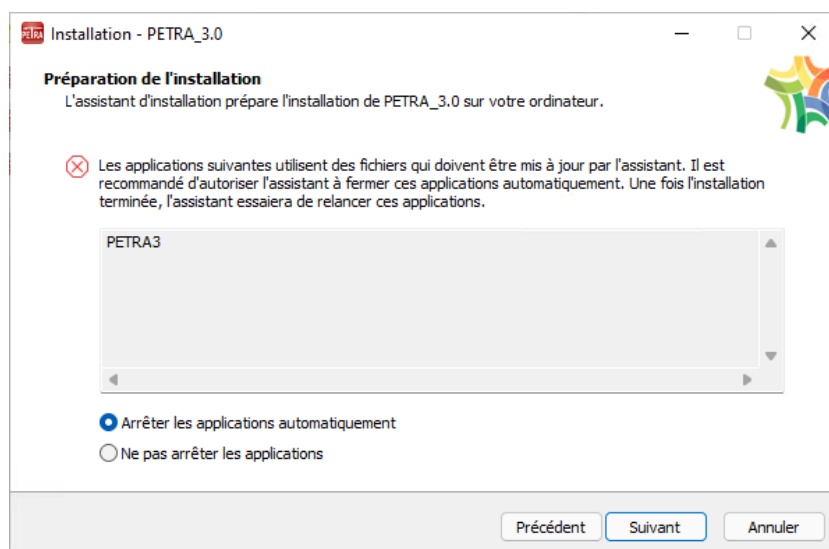 PETRA Installation - PETRA_3.0
Préparation de l'installation
L'assistant d'installation prépare l'installation de PETRA_3.0 sur votre ordinateur.
Les applications suivantes utilisent des fichiers qui doivent être mis à jour par l'assistant. Il est
recommandé d'autoriser l'assistant à fermer ces applications automatiquement. Une fois l'installation
terminée, l'assistant essaiera de relancer ces applications.
PETRA3
Arrêter les applications automatiquement
Ne pas arrêter les applications
Précédent Suivant Annuler